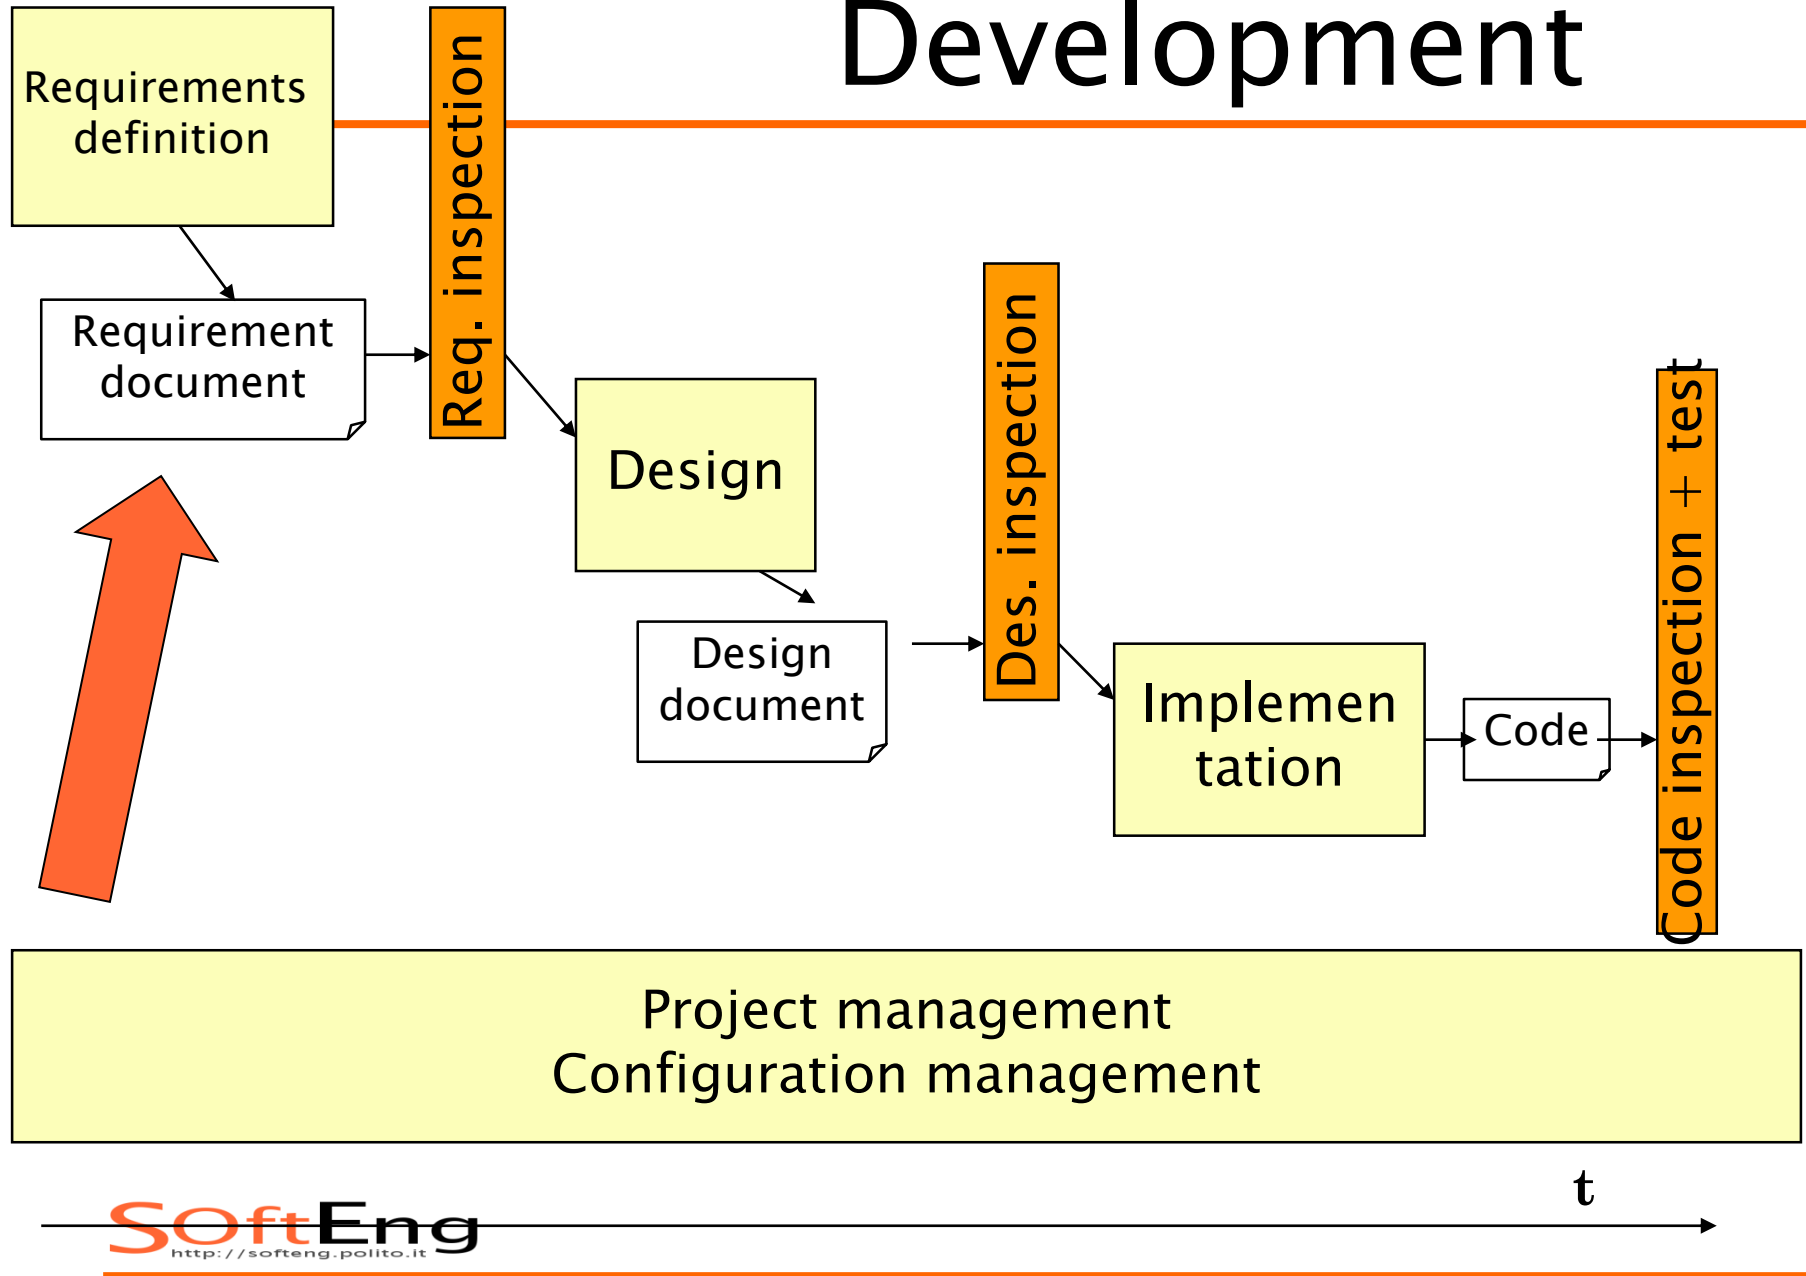 Development
Requirements
definition
Req. inspection
Requirement
document
Design
Des. inspection
Design
document
Implemen
tation
Code
Code inspection + test
Project management
Configuration management
t
SoftEng
http://softeng.polito.it